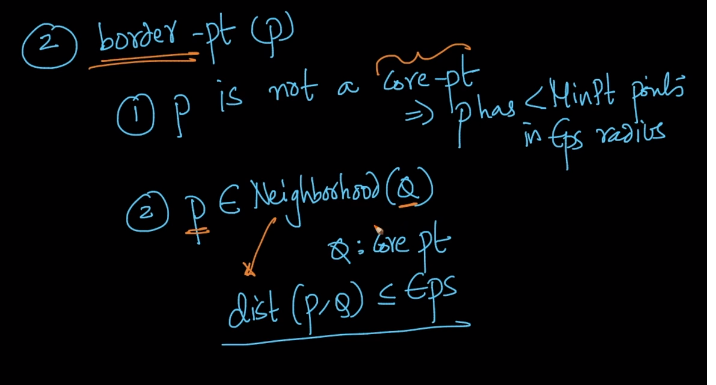 ② border-pt (p)
① p is not a core-pt
⇒ p has < MinPt points
in Eps radius
② p ∈ Neighborhood(Q)
Q: Core pt
dist (p,Q) ≤ Eps